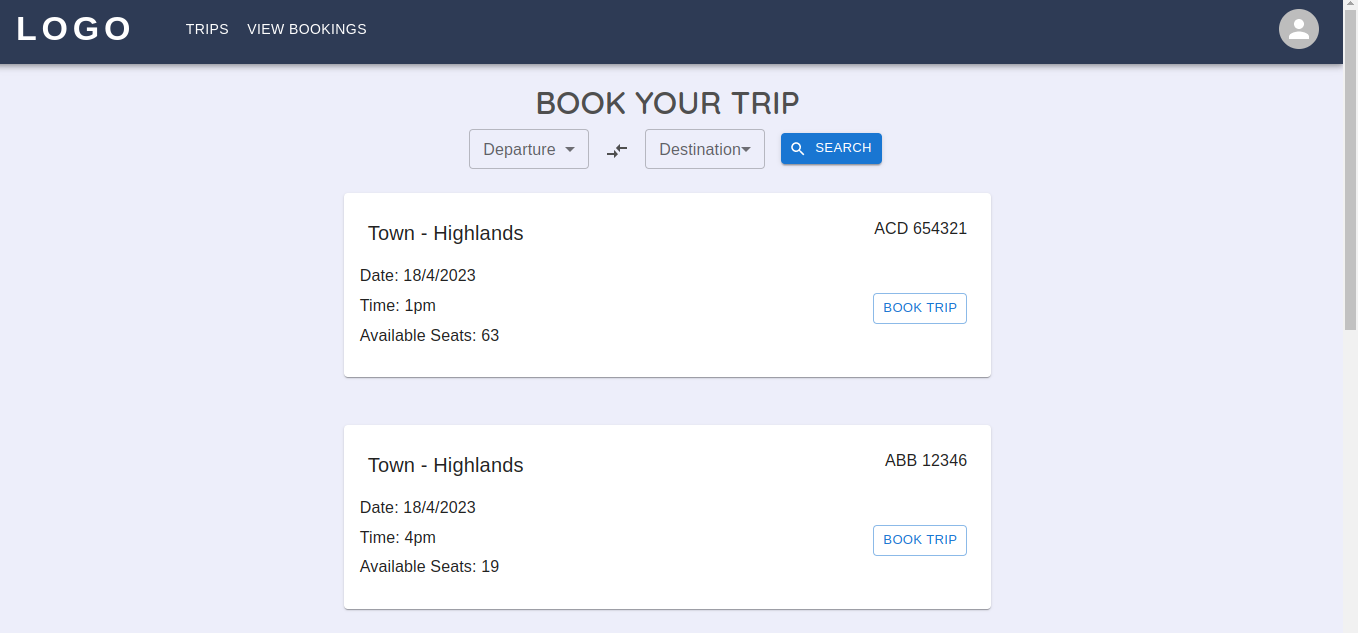 LOGO TRIPS VIEW BOOKINGS
BOOK YOUR TRIP
Departure Destination SEARCH
Town - Highlands ACD 654321
Date: 18/4/2023
Time: 1pm BOOK TRIP
Available Seats: 63
Town - Highlands ABB 12346
Date: 18/4/2023
Time: 4pm BOOK TRIP
Available Seats: 19